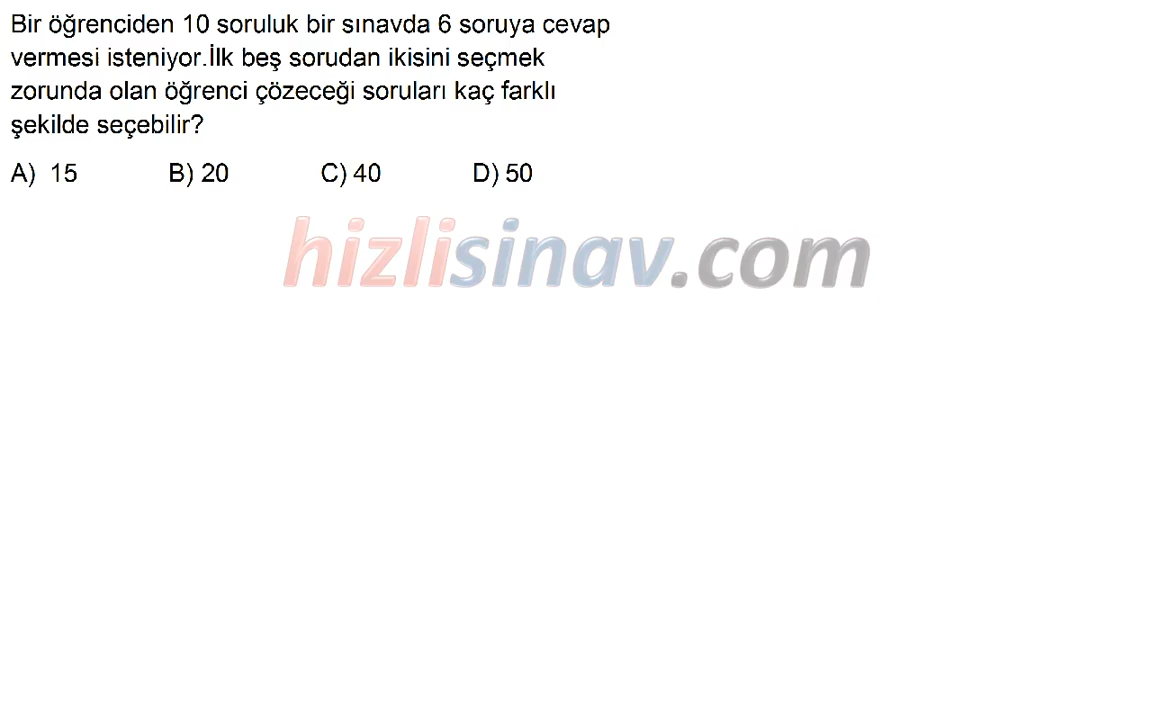 Bir öğrenciden 10 soruluk bir sınavda 6 soruya cevap
vermesi isteniyor.İlk beş sorudan ikisini seçmek
zorunda olan öğrenci çözeceği soruları kaç farklı
şekilde seçebilir?
A) 15 B) 20 C) 40 D) 50
hizlisinav.com